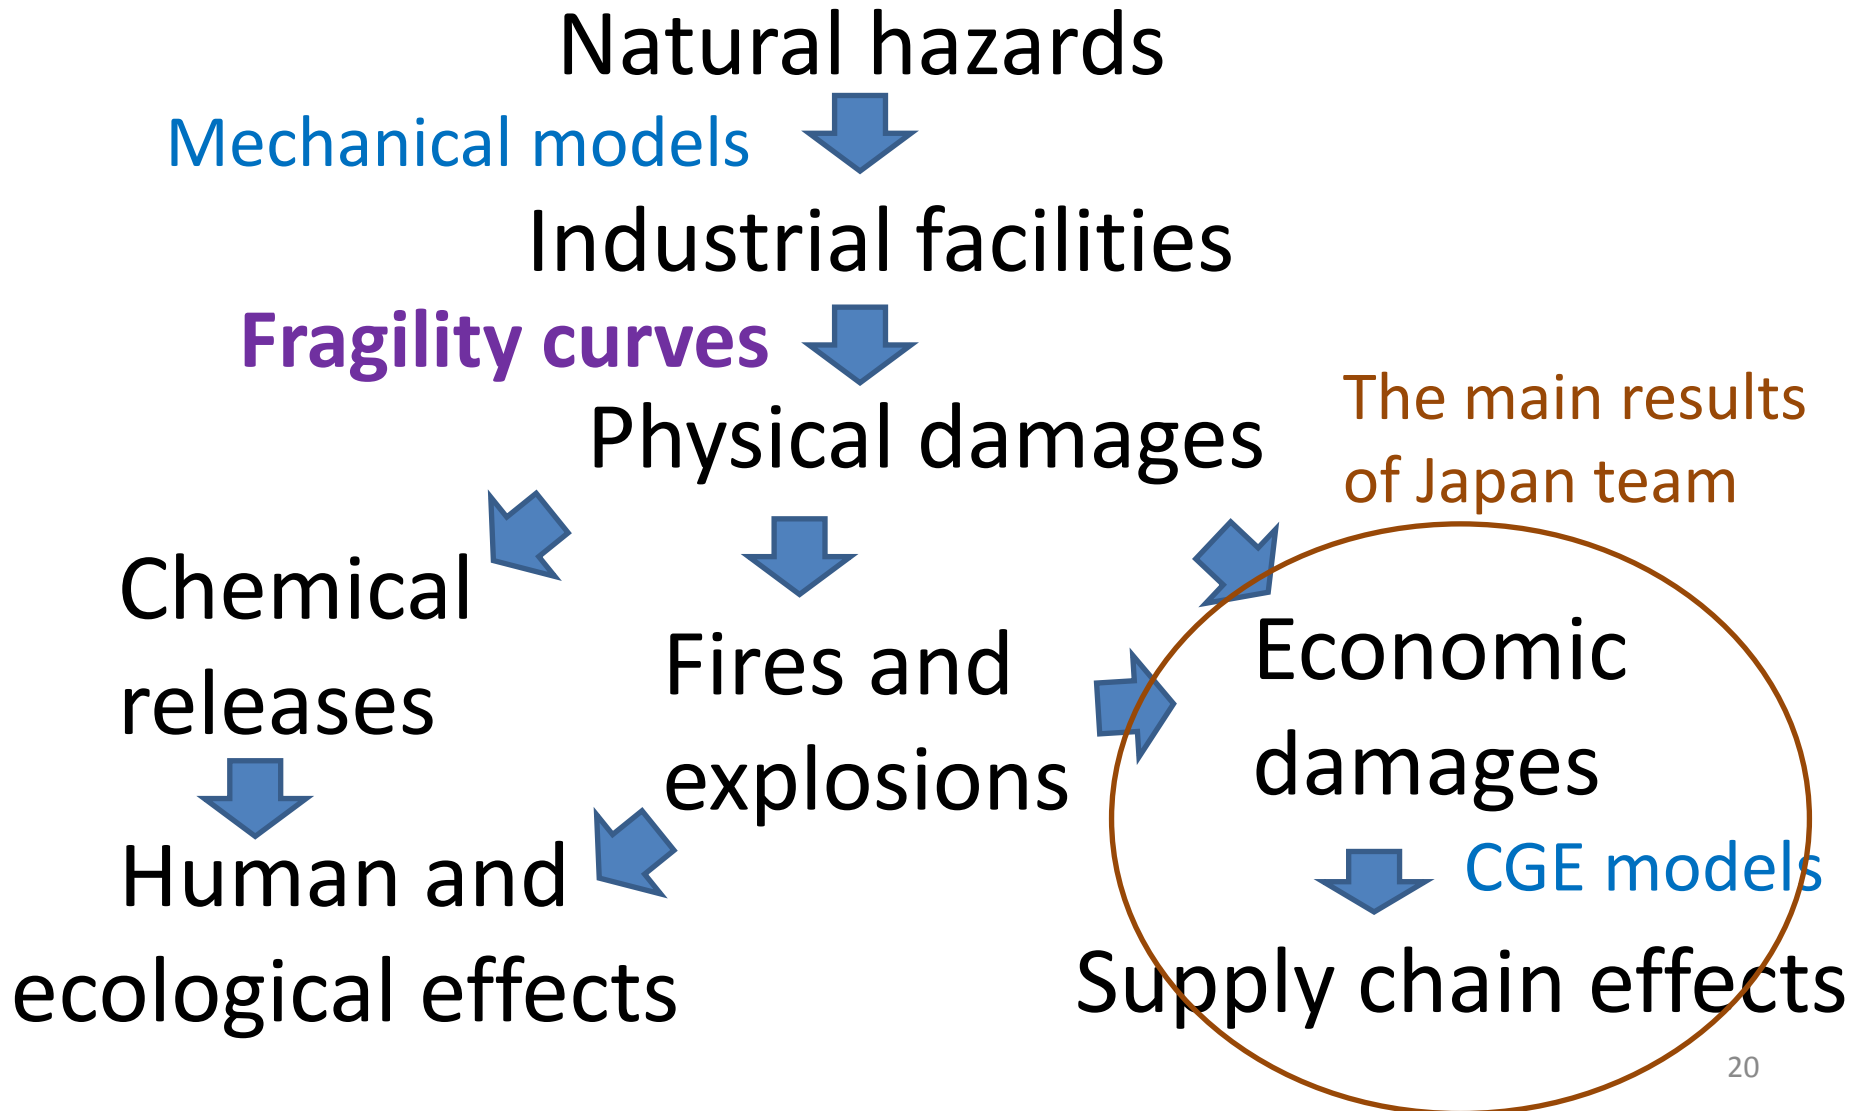 Natural hazards
Mechanical models
Industrial facilities
Fragility curves
Physical damages
The main results
of Japan team
Chemical
releases
Fires and
explosions
Economic
damages
Human and
ecological effects
CGE models
Supply chain effects
20